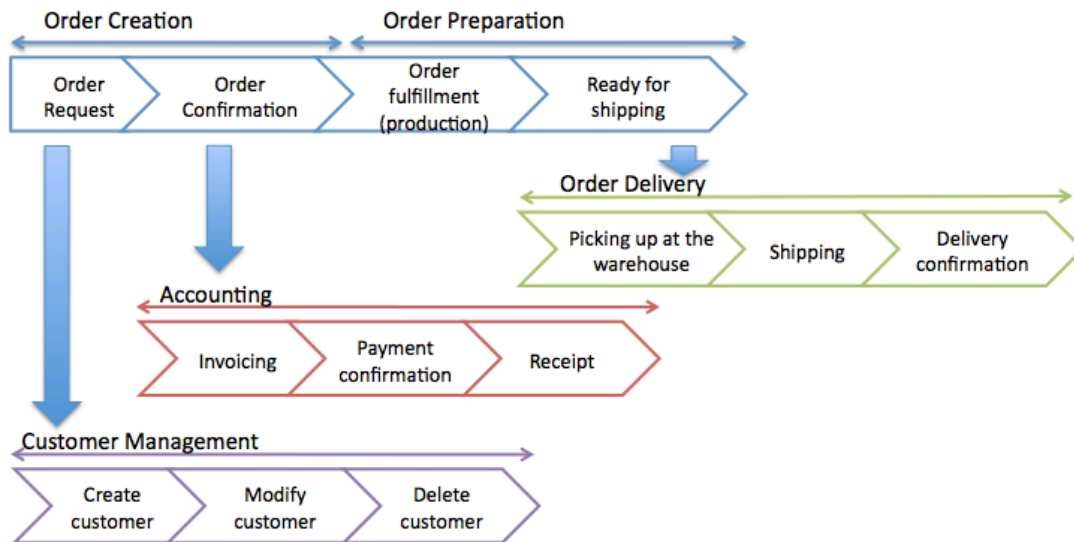 Order Creation
Order Preparation
Order
Request
Order
Confirmation
Order
fulfillment
(production)
Ready for
shipping
Order Delivery
Picking up at the
warehouse
Shipping
Delivery
confirmation
Accounting
Invoicing
Payment
confirmation
Receipt
Customer Management
Create
customer
Modify
customer
Delete
customer